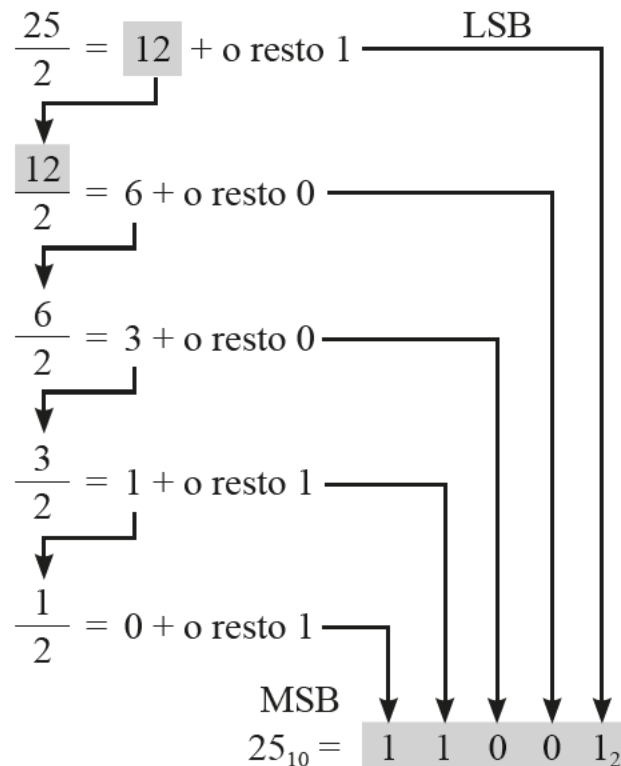 25/2 = 12 + o resto 1 LSB
12/2 = 6 + o resto 0
6/2 = 3 + o resto 0
3/2 = 1 + o resto 1
1/2 = 0 + o resto 1
MSB
25₁₀ = 1 1 0 0 1₂